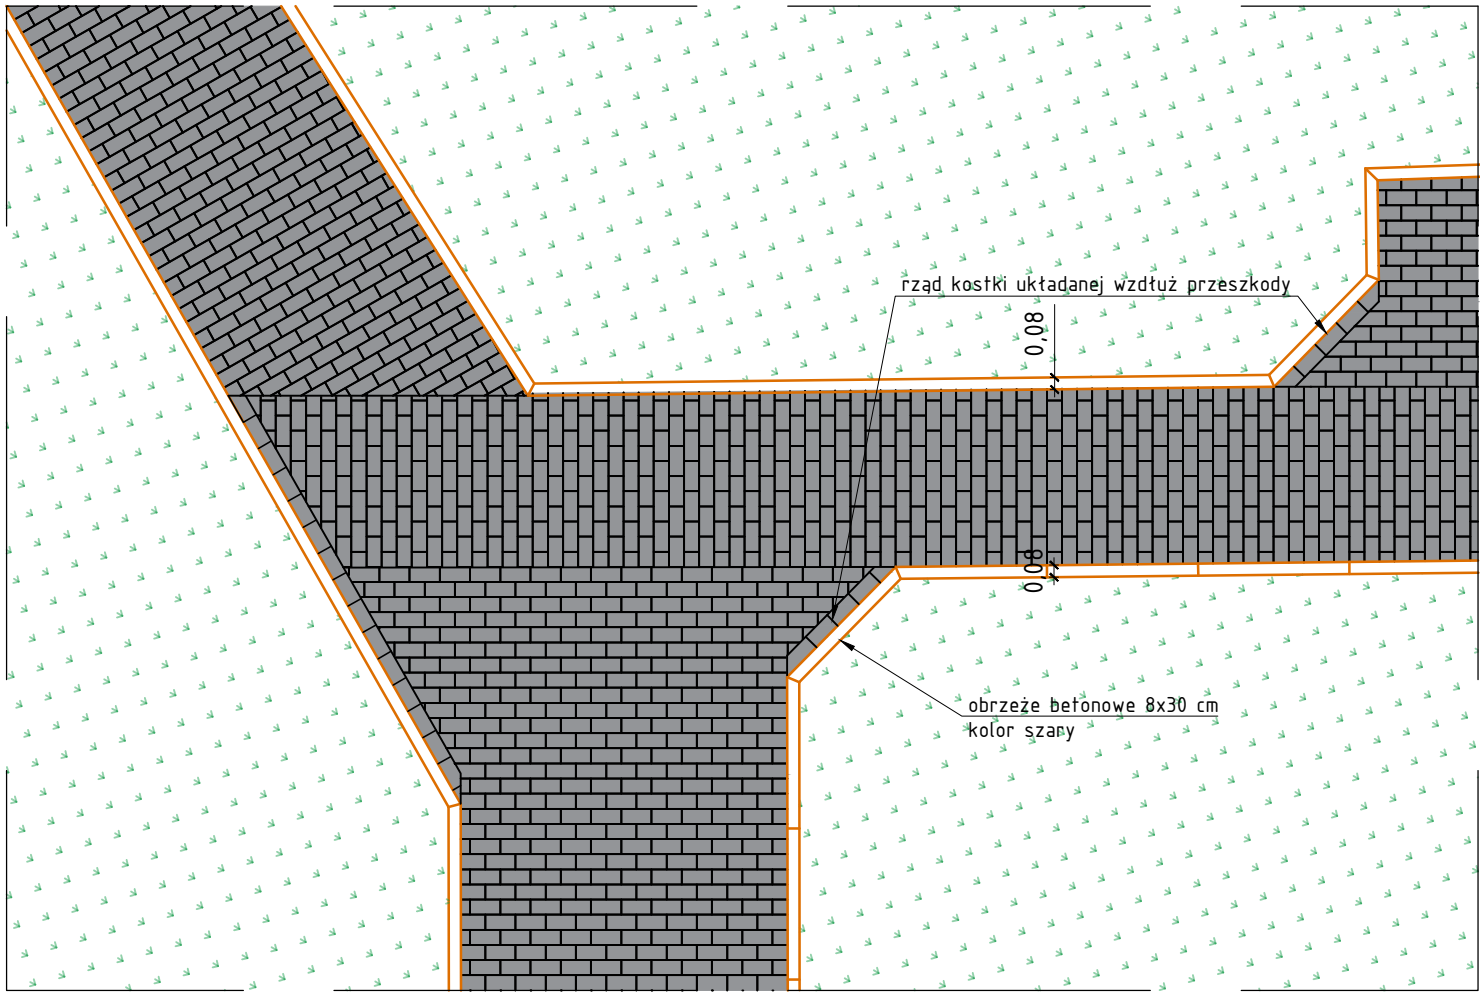 rząd kostki układanej wzdłuż przeszkody
0,08
0,08
obrzeże betonowe 8x30 cm
kolor szary